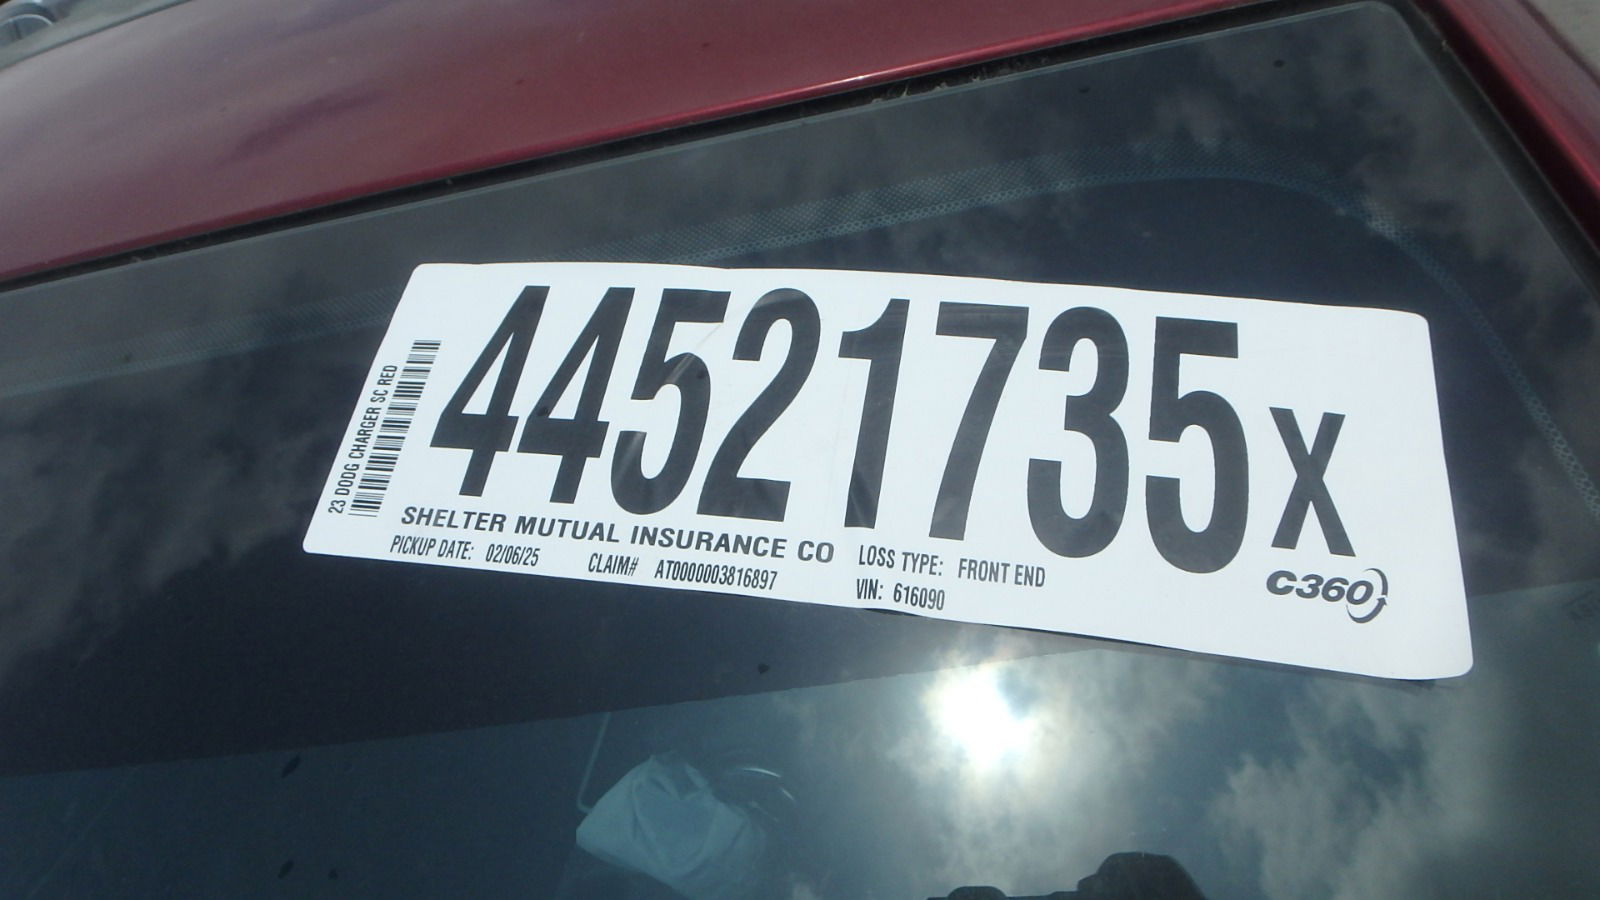 23 DODG CHARGER SC RED
44521735X
SHELTER MUTUAL INSURANCE CO
PICKUP DATE: 02/06/25 CLAIM# AT0000003816897
LOSS TYPE: FRONT END
VIN: 616090
C360